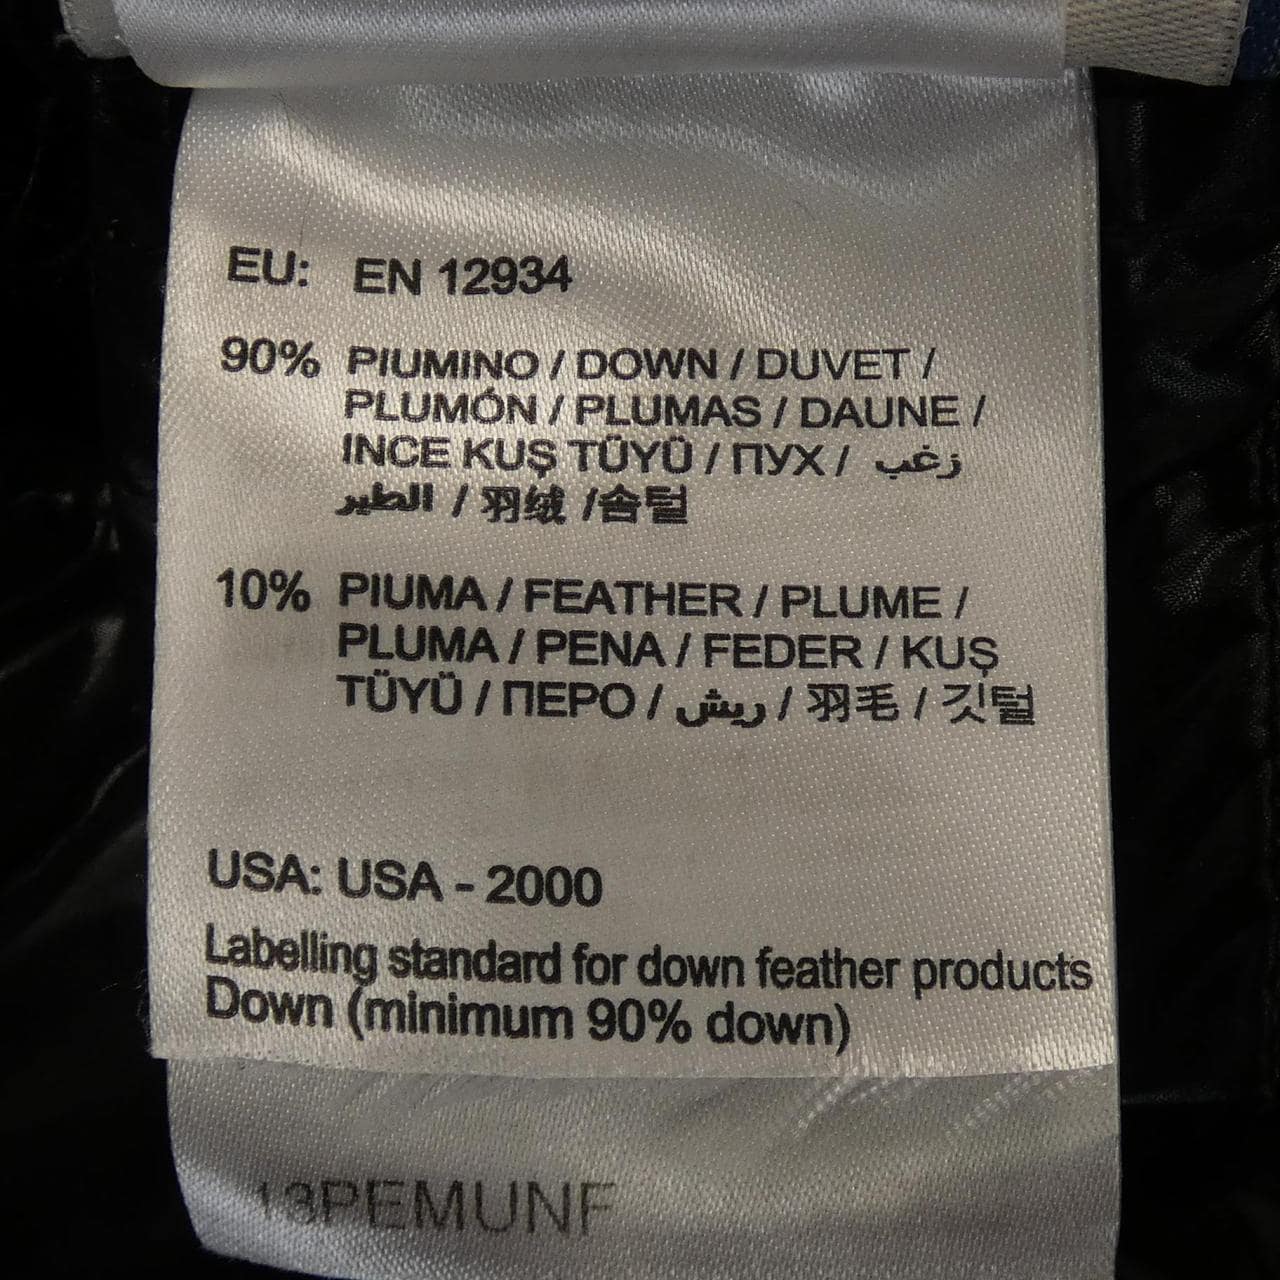 EU: EN 12934
90% PIUMINO / DOWN / DUVET /
PLUMÓN / PLUMAS / DAUNE /
INCE KUŞ TÜYÜ / ПУХ / زغب
الطير / 羽绒 /솜털
10% PIUMA / FEATHER / PLUME /
PLUMA / PENA / FEDER / KUŞ
TÜYÜ / ПЕРО / ريش / 羽毛 / 깃털
USA: USA - 2000
Labelling standard for down feather products
Down (minimum 90% down)
13PEMUNF